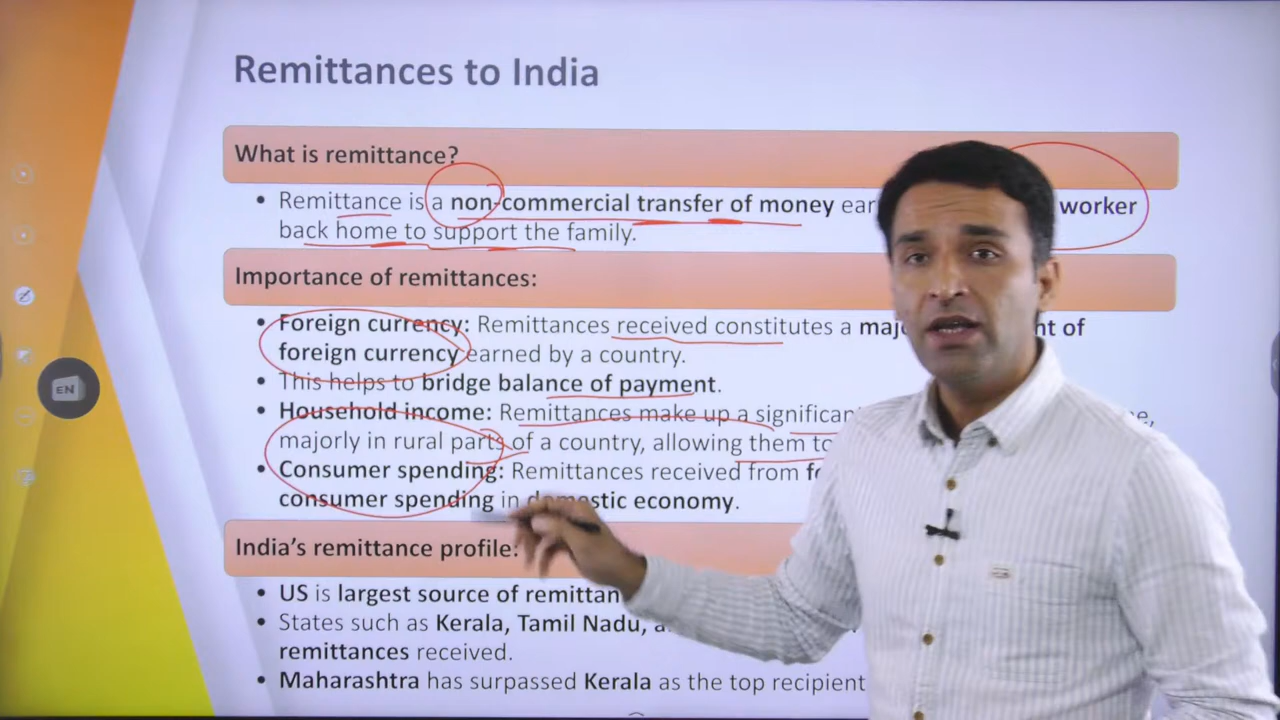 Remittances to India
What is remittance?
• Remittance is a non-commercial transfer of money worker
back home to support the family.
Importance of remittances:
• Foreign currency: Remittances received constitutes a of
foreign currency earned by a country.
• This helps to bridge balance of payment.
• Household income: Remittances make up a
majorly in rural parts of a country, allowing them to
• Consumer spending: Remittances received from
consumer spending in domestic economy.
India's remittance profile:
• US is largest source of
• States such as Kerala, Tamil Nadu,
remittances received.
• Maharashtra has surpassed Kerala as the top recipient
EN